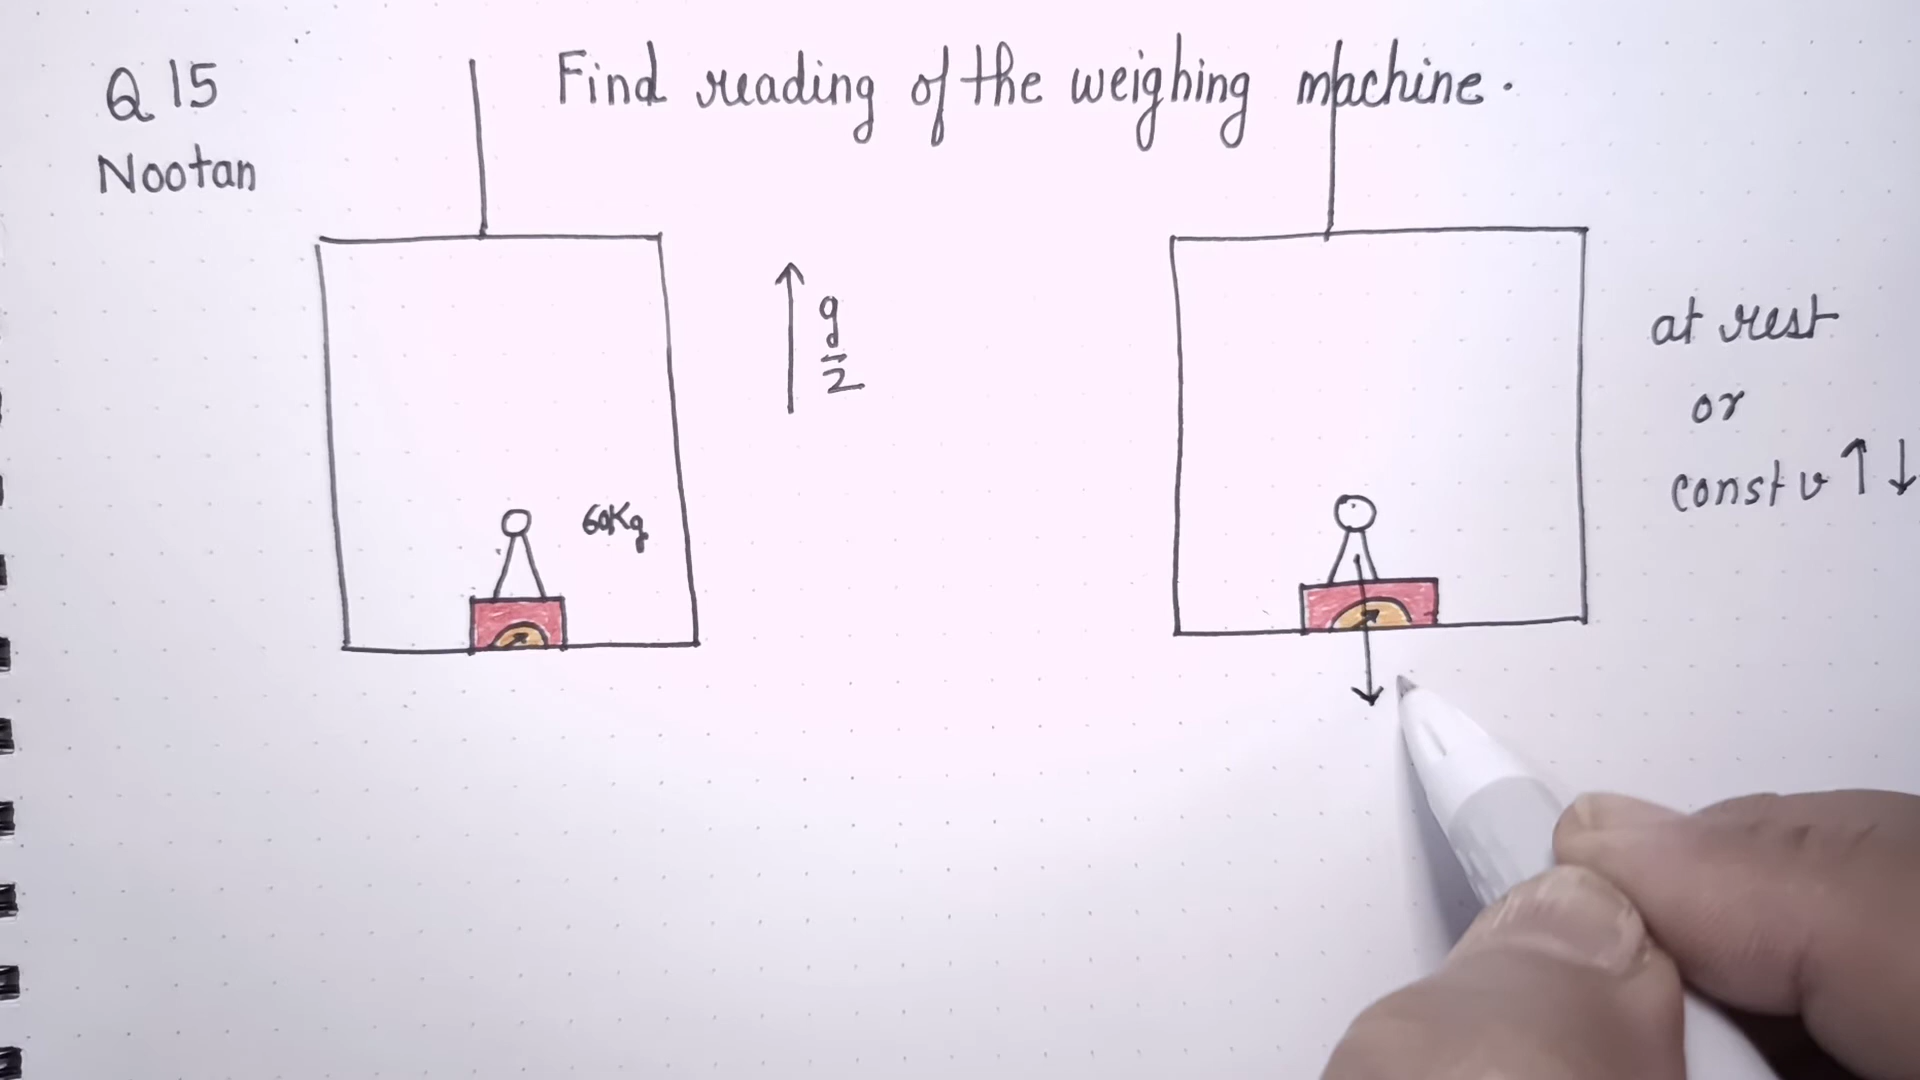 Q 15
Nootan
Find reading of the weighing machine.
g/2
60Kg
at rest
or
const v ↑↓